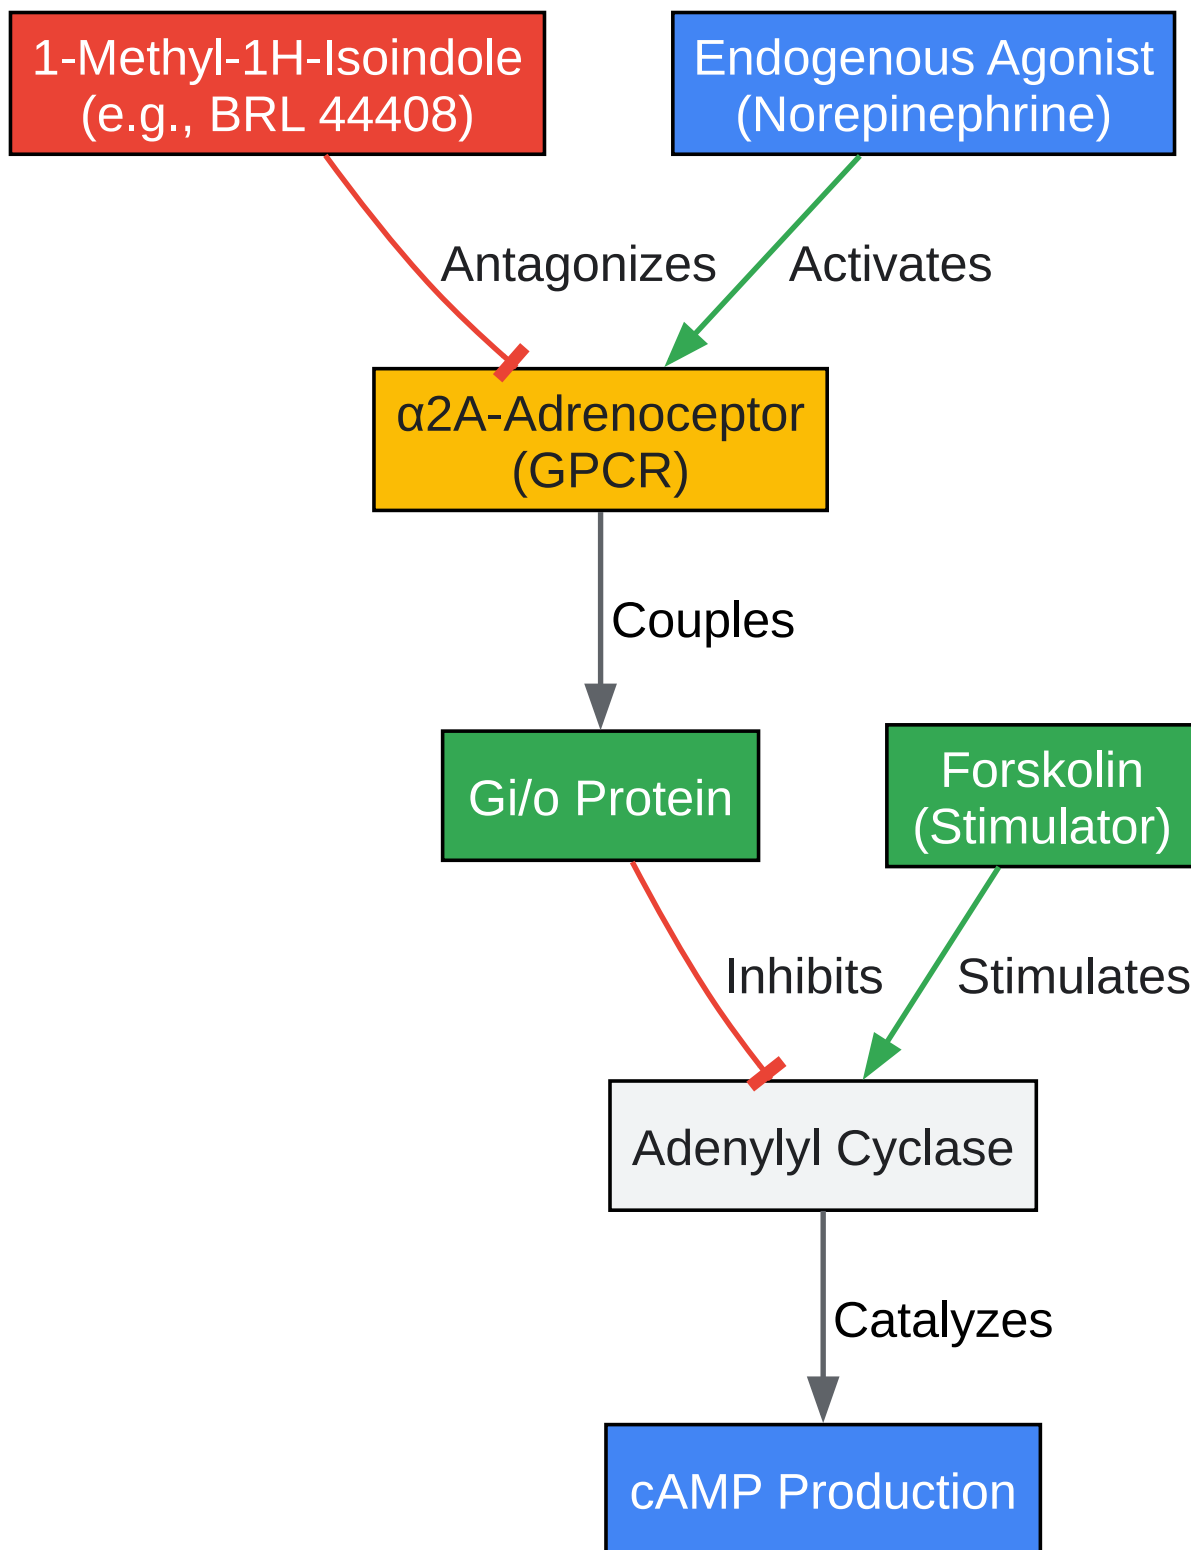 1-Methyl-1H-Isoindole
(e.g., BRL 44408)
Endogenous Agonist
(Norepinephrine)
Antagonizes
Activates
α2A-Adrenoceptor
(GPCR)
Couples
Gi/o Protein
Forskolin
(Stimulator)
Inhibits
Stimulates
Adenylyl Cyclase
Catalyzes
cAMP Production